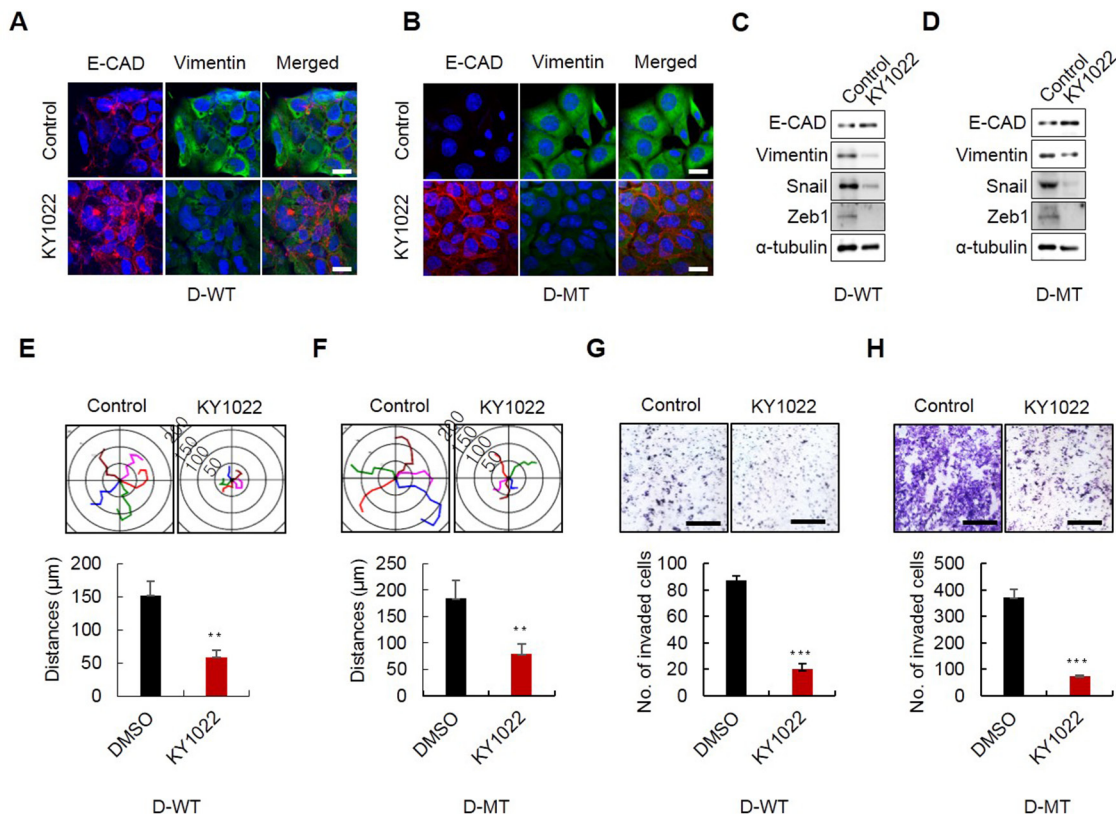 A
E-CAD Vimentin Merged
Control
KY1022
D-WT
B
E-CAD Vimentin Merged
Control
KY1022
D-MT
C
Control
KY1022
E-CAD
Vimentin
Snail
Zeb1
α-tubulin
D-WT
D
Control
KY1022
E-CAD
Vimentin
Snail
Zeb1
α-tubulin
D-MT
E
Control KY1022
200
150
100
50
Distances (μm)
200
150
100
50
0
**
DMSO
KY1022
D-WT
F
Control KY1022
200
150
100
50
Distances (μm)
250
200
150
100
50
0
**
DMSO
KY1022
D-MT
G
Control KY1022
No. of invaded cells
100
80
60
40
20
0
***
DMSO
KY1022
D-WT
H
Control KY1022
No. of invaded cells
500
400
300
200
100
0
***
DMSO
KY1022
D-MT